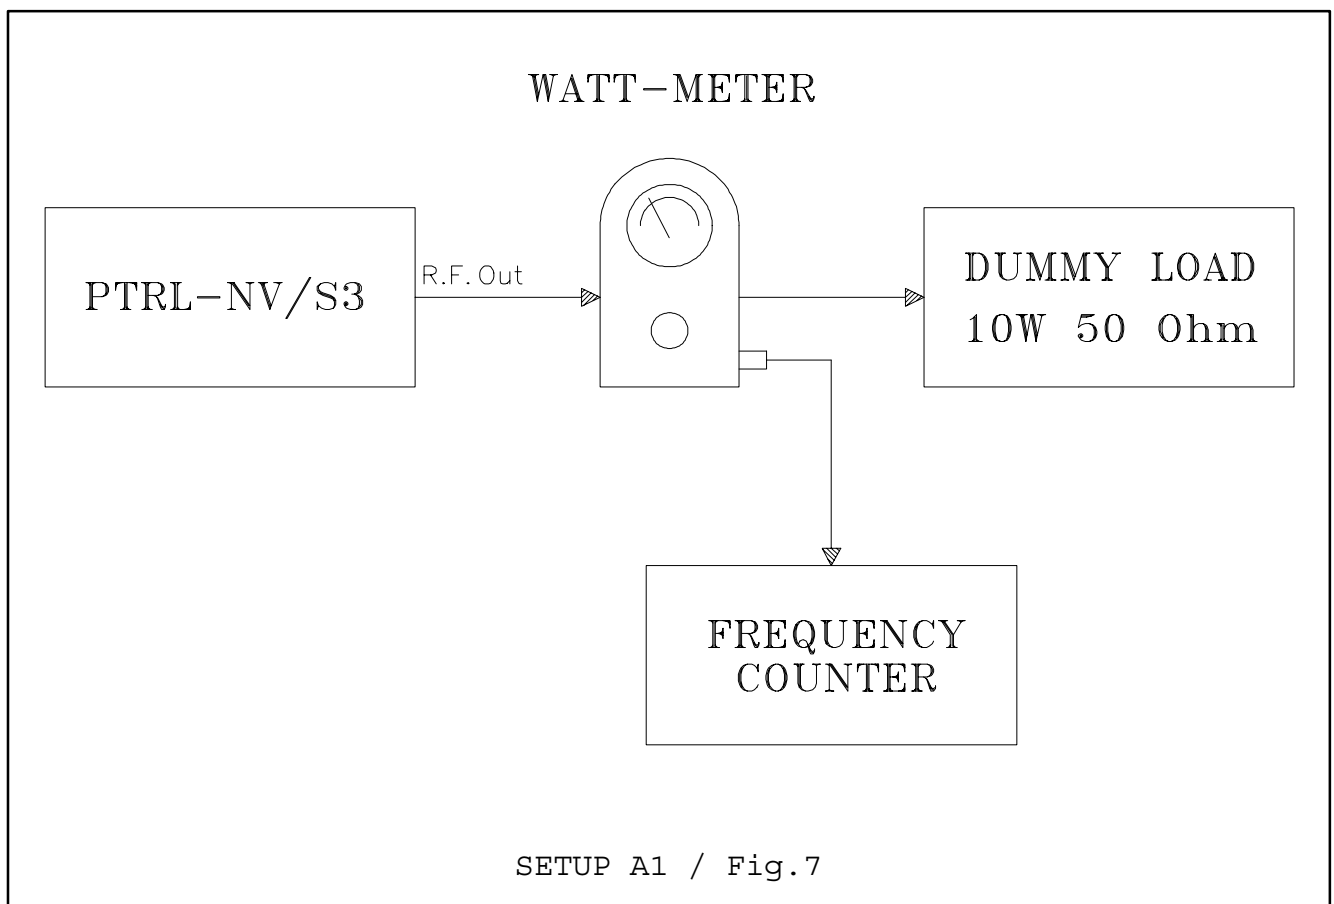 WATT-METER
PTRL-NV/S3
R.F. Out
DUMMY LOAD
10W 50 Ohm
FREQUENCY
COUNTER
SETUP A1 / Fig.7